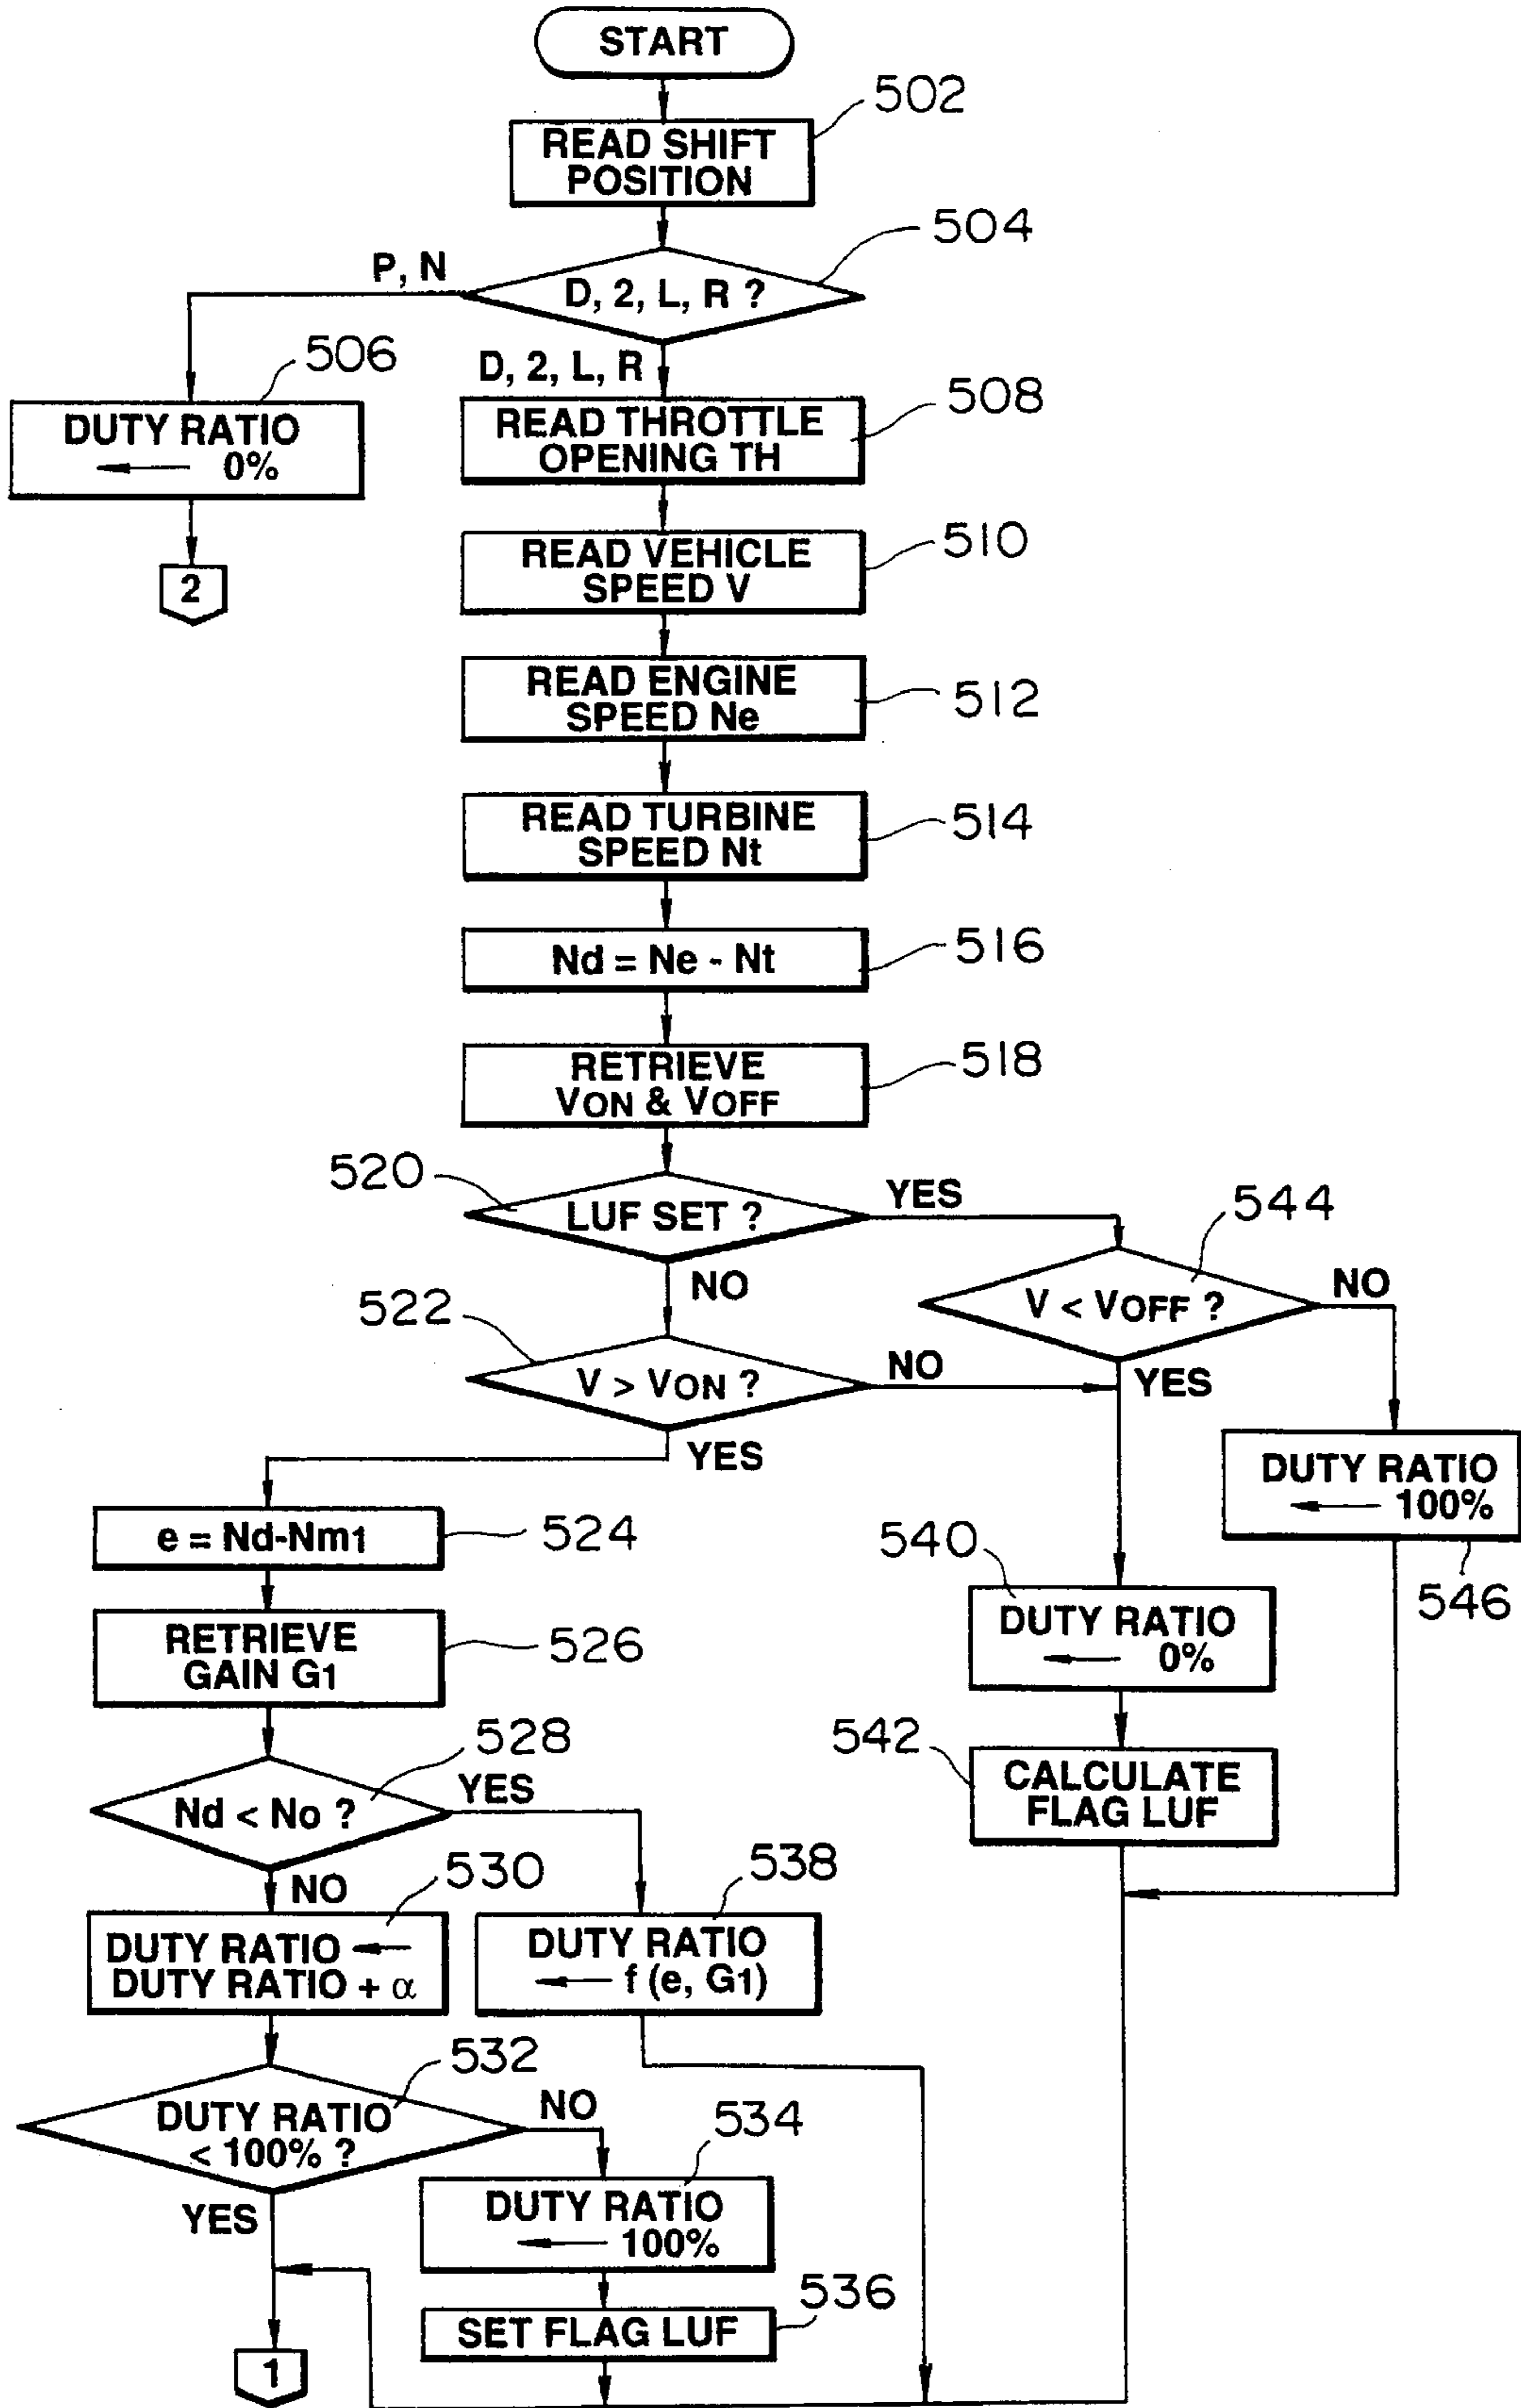 START
502
READ SHIFT
POSITION
504
P, N
D, 2, L, R ?
506
D, 2, L, R
DUTY RATIO
← 0%
508
READ THROTTLE
OPENING TH
2
510
READ VEHICLE
SPEED V
512
READ ENGINE
SPEED Ne
514
READ TURBINE
SPEED Nt
516
Nd = Ne - Nt
518
RETRIEVE
VON & VOFF
520
LUF SET ?
YES
544
NO
V < VOFF ?
NO
522
V > VON ?
NO
YES
YES
DUTY RATIO
← 100%
546
e = Nd-Nm1
524
540
DUTY RATIO
← 0%
RETRIEVE
GAIN G1
526
528
542
CALCULATE
FLAG LUF
Nd < No ?
YES
NO
530
538
DUTY RATIO ←
DUTY RATIO + α
DUTY RATIO
← f (e, G1)
532
DUTY RATIO
< 100% ?
NO
534
YES
DUTY RATIO
← 100%
536
SET FLAG LUF
1